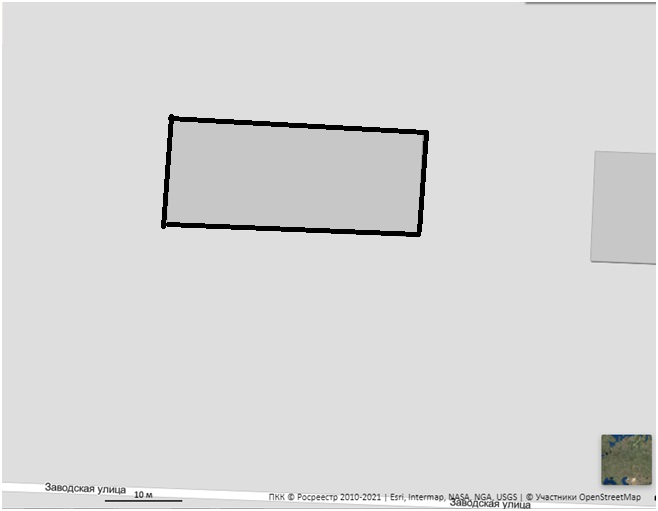 Заводская улица
10 м
ПКК © Росреестр 2010-2021 | Esri, Intermap, NASA, NGA, USGS | © Участники OpenStreetMap
Заводская улица